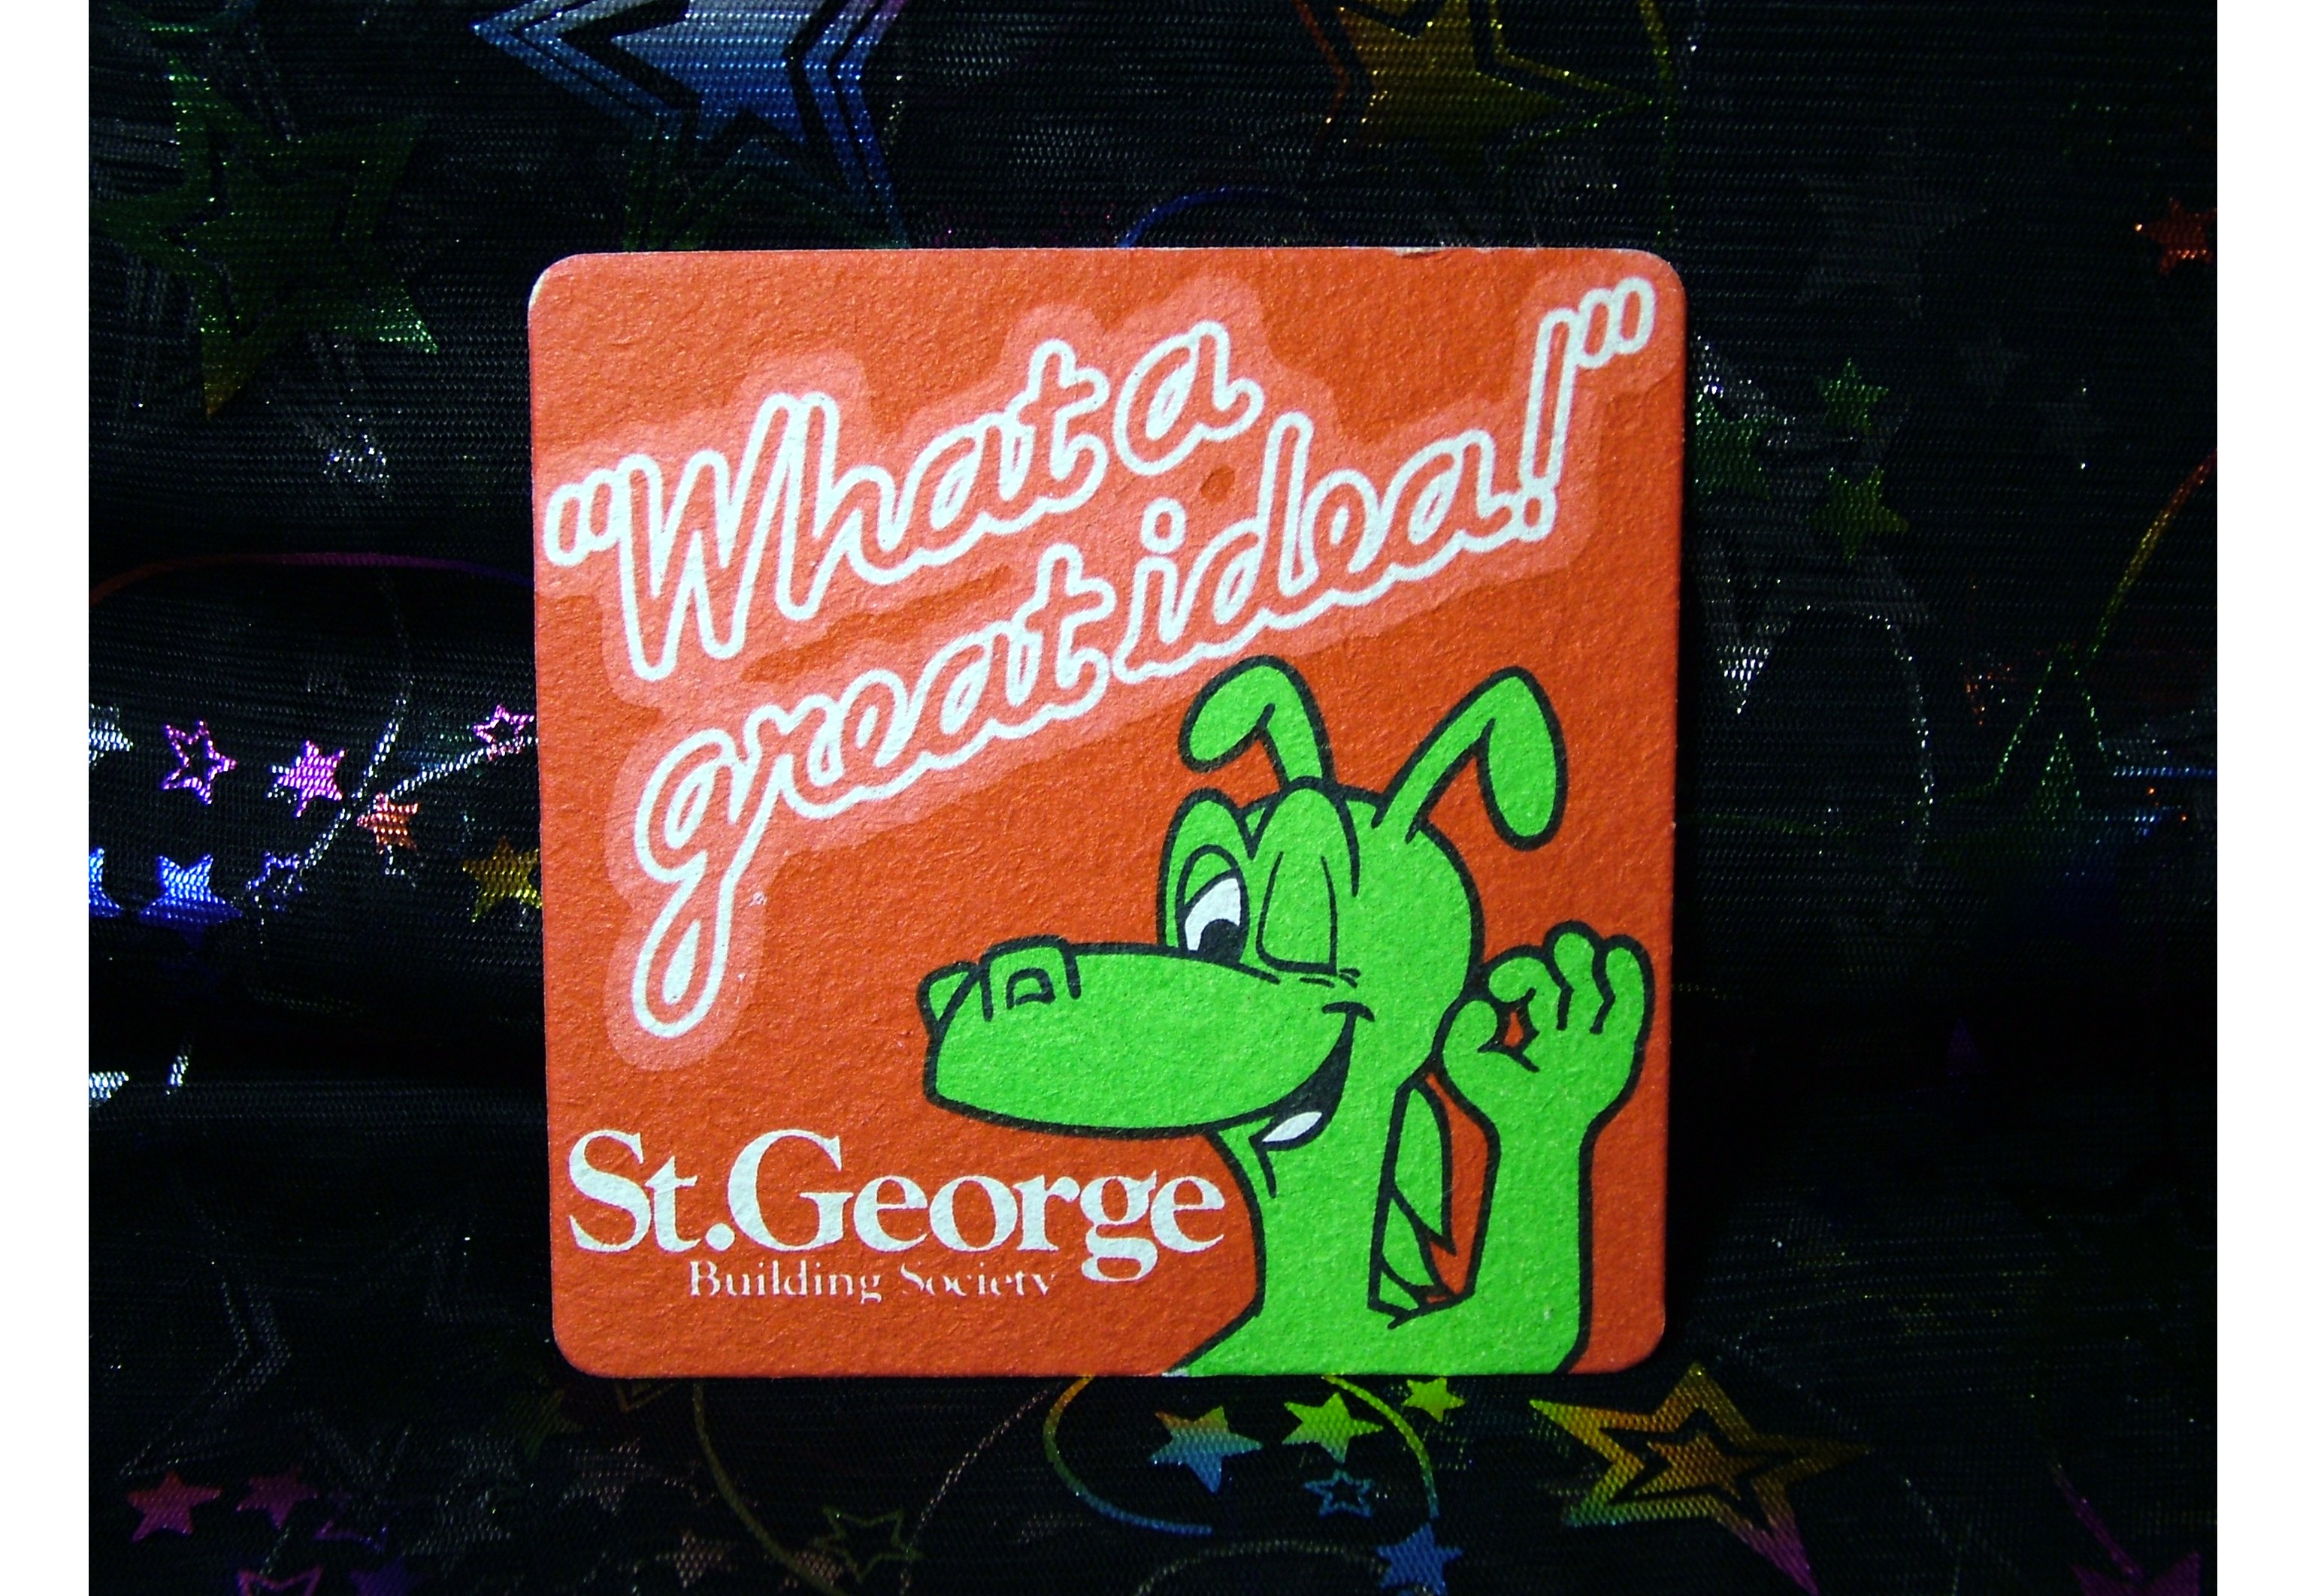 "What a
great idea!"
St.George
Building Society